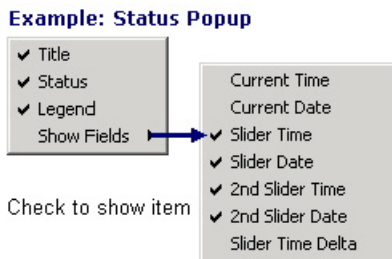 Example: Status Popup
Title
Status
Legend
Show Fields
Current Time
Current Date
Slider Time
Slider Date
2nd Slider Time
2nd Slider Date
Slider Time Delta
Check to show item